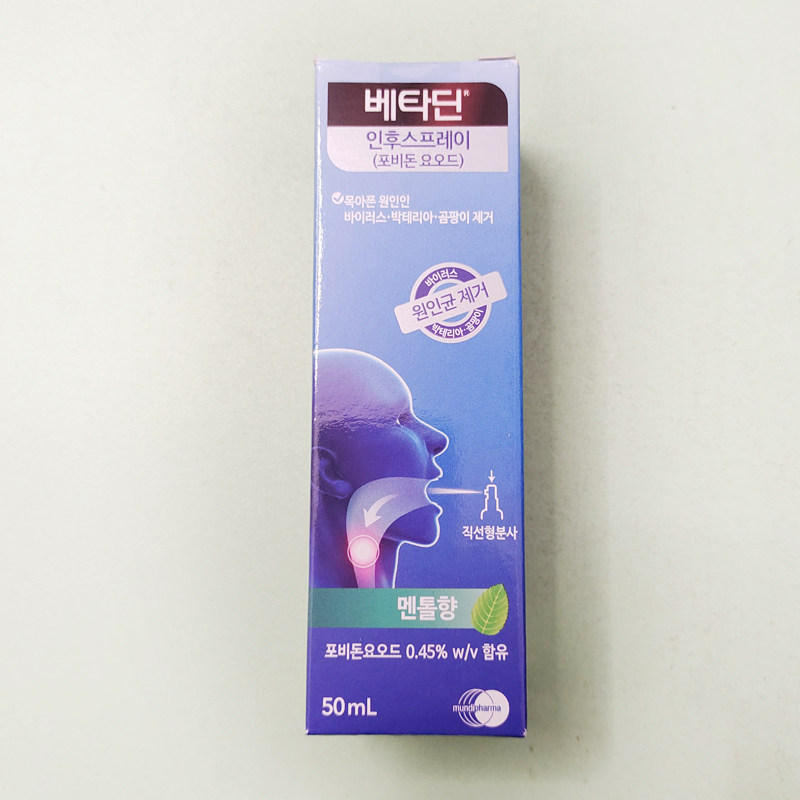 베타딘®
인후스프레이
(포비돈 요오드)
목아픈 원인인
바이러스·박테리아·곰팡이 제거
바이러스
원인균 제거
박테리아·곰팡이
직선형분사
멘톨향
포비돈요오드 0.45% w/v 함유
50mL
mundipharma